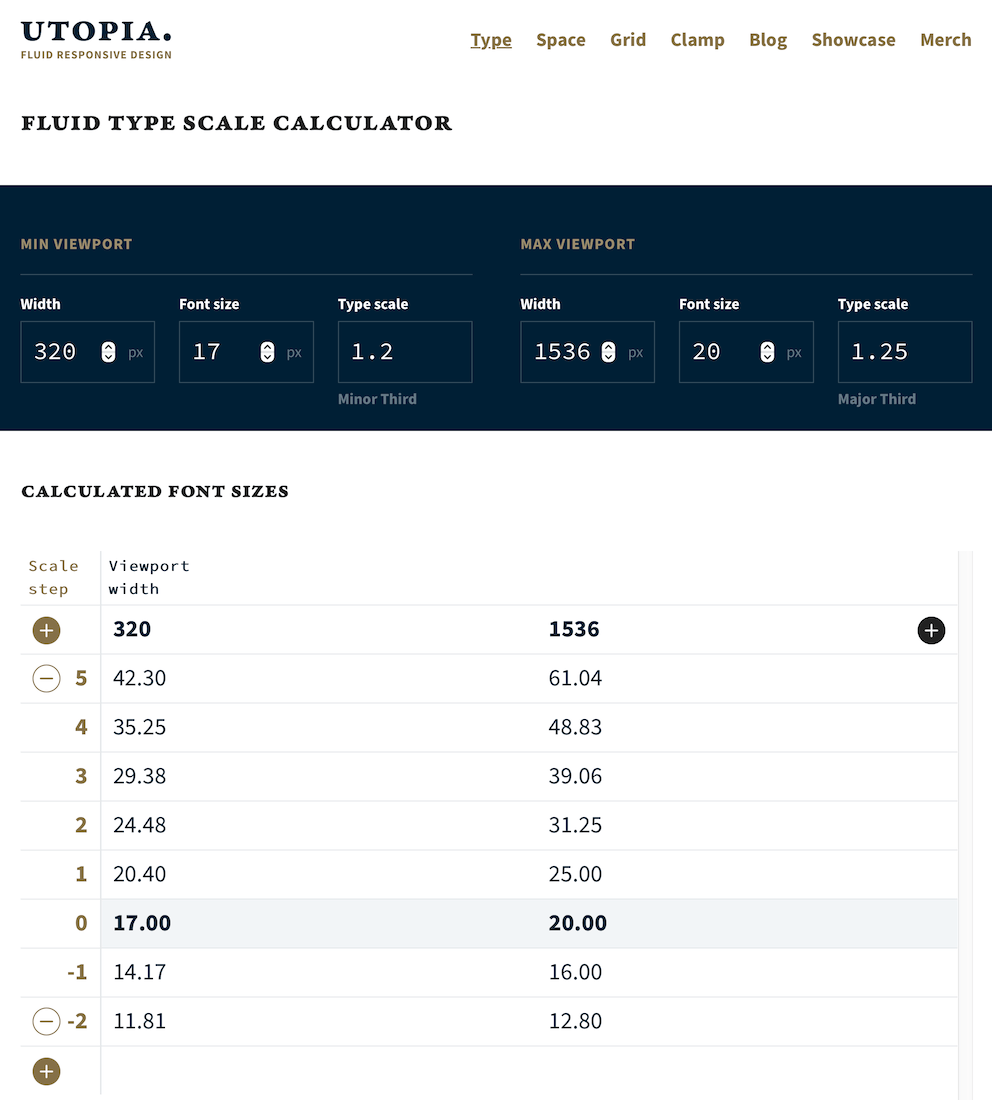 UTOPIA.
FLUID RESPONSIVE DESIGN
Type Space Grid Clamp Blog Showcase Merch
FLUID TYPE SCALE CALCULATOR
MIN VIEWPORT
Width Font size Type scale
320 px 17 px 1.2
Minor Third
MAX VIEWPORT
Width Font size Type scale
1536 px 20 px 1.25
Major Third
CALCULATED FONT SIZES
Scale step
Viewport width
320 1536
5 42.30 61.04
4 35.25 48.83
3 29.38 39.06
2 24.48 31.25
1 20.40 25.00
0 17.00 20.00
-1 14.17 16.00
-2 11.81 12.80